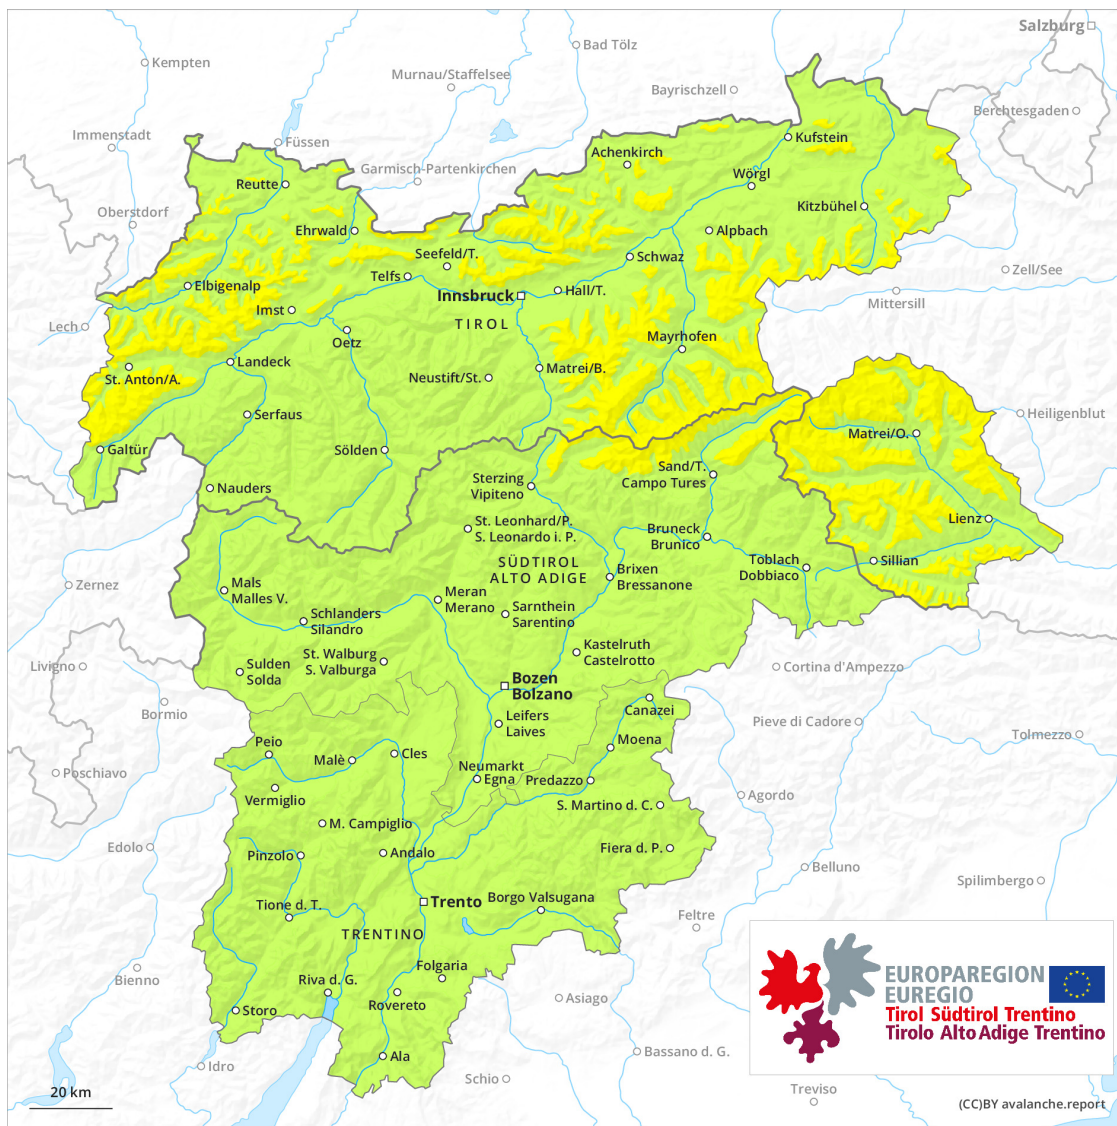 Salzburg
Bad Tölz
Kempten
Murnau/Staffelsee
Bayrischzell
Berchtesgaden
Immenstadt
Füssen
Kufstein
Achenkirch
Garmisch-Partenkirchen
Wörgl
Reutte
Kitzbühel
Oberstdorf
Ehrwald
Alpbach
Seefeld/T.
Schwaz
Telfs
Zell/See
Elbigenalp
Innsbruck
Hall/T.
Mittersill
Imst
TIROL
Lech
Oetz
Mayrhofen
Landeck
Matrei/B.
St. Anton/A.
Neustift/St.
Serfaus
Heiligenblut
Matrei/O.
Galtür
Sölden
Sand/T.
Campo Tures
Sterzing
Vipiteno
Nauders
Lienz
St. Leonhard/P.
S. Leonardo i. P.
Bruneck
Brunico
SÜDTIROL
ALTO ADIGE
Toblach
Dobbiaco
Sillian
Brixen
Bressanone
Zernez
Mals
Malles V.
Meran
Merano
Sarnthein
Sarentino
Schlanders
Silandro
Kastelruth
Castelrotto
St. Walburg
S. Valburga
Livigno
Sulden
Solda
Cortina d'Ampezzo
Bozen
Bolzano
Bormio
Canazei
Leifers
Laives
Pieve di Cadore
Tolmezzo
Peio
Moena
Malè
Cles
Poschiavo
Neumarkt
Egna
Predazzo
Vermiglio
Agordo
S. Martino d. C.
M. Campiglio
Edolo
Fiera d. P.
Pinzolo
Andalo
Belluno
Spilimbergo
Trento
Borgo Valsugana
Tione d. T.
Feltre
TRENTINO
Folgaria
Bienno
Riva d. G.
Rovereto
Asiago
Storo
EUROPAREGION
EUREGIO
Tirol Südtirol Trentino
Tirolo Alto Adige Trentino
Ala
Bassano d. G.
Idro
Schio
Treviso
20 km
(CC)BY avalanche.report